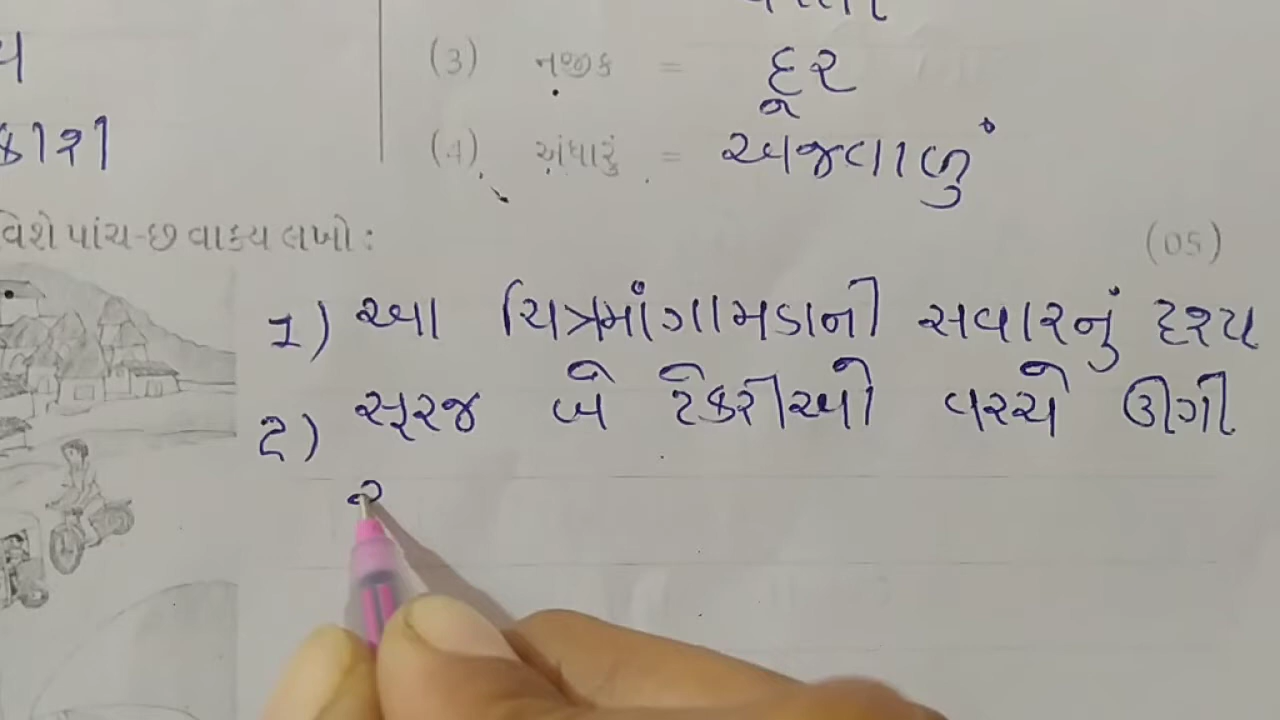 (3) નજીક = દૂર
(4) અંધારું = અજવાળું
વિશે પાંચ-છ વાક્ય લખો : (05)
1) આ ચિત્રમાં ગામડાની સવારનું દૃશ્ય
2) સૂરજ બે ટેકરીઓ વચ્ચે ઊગી